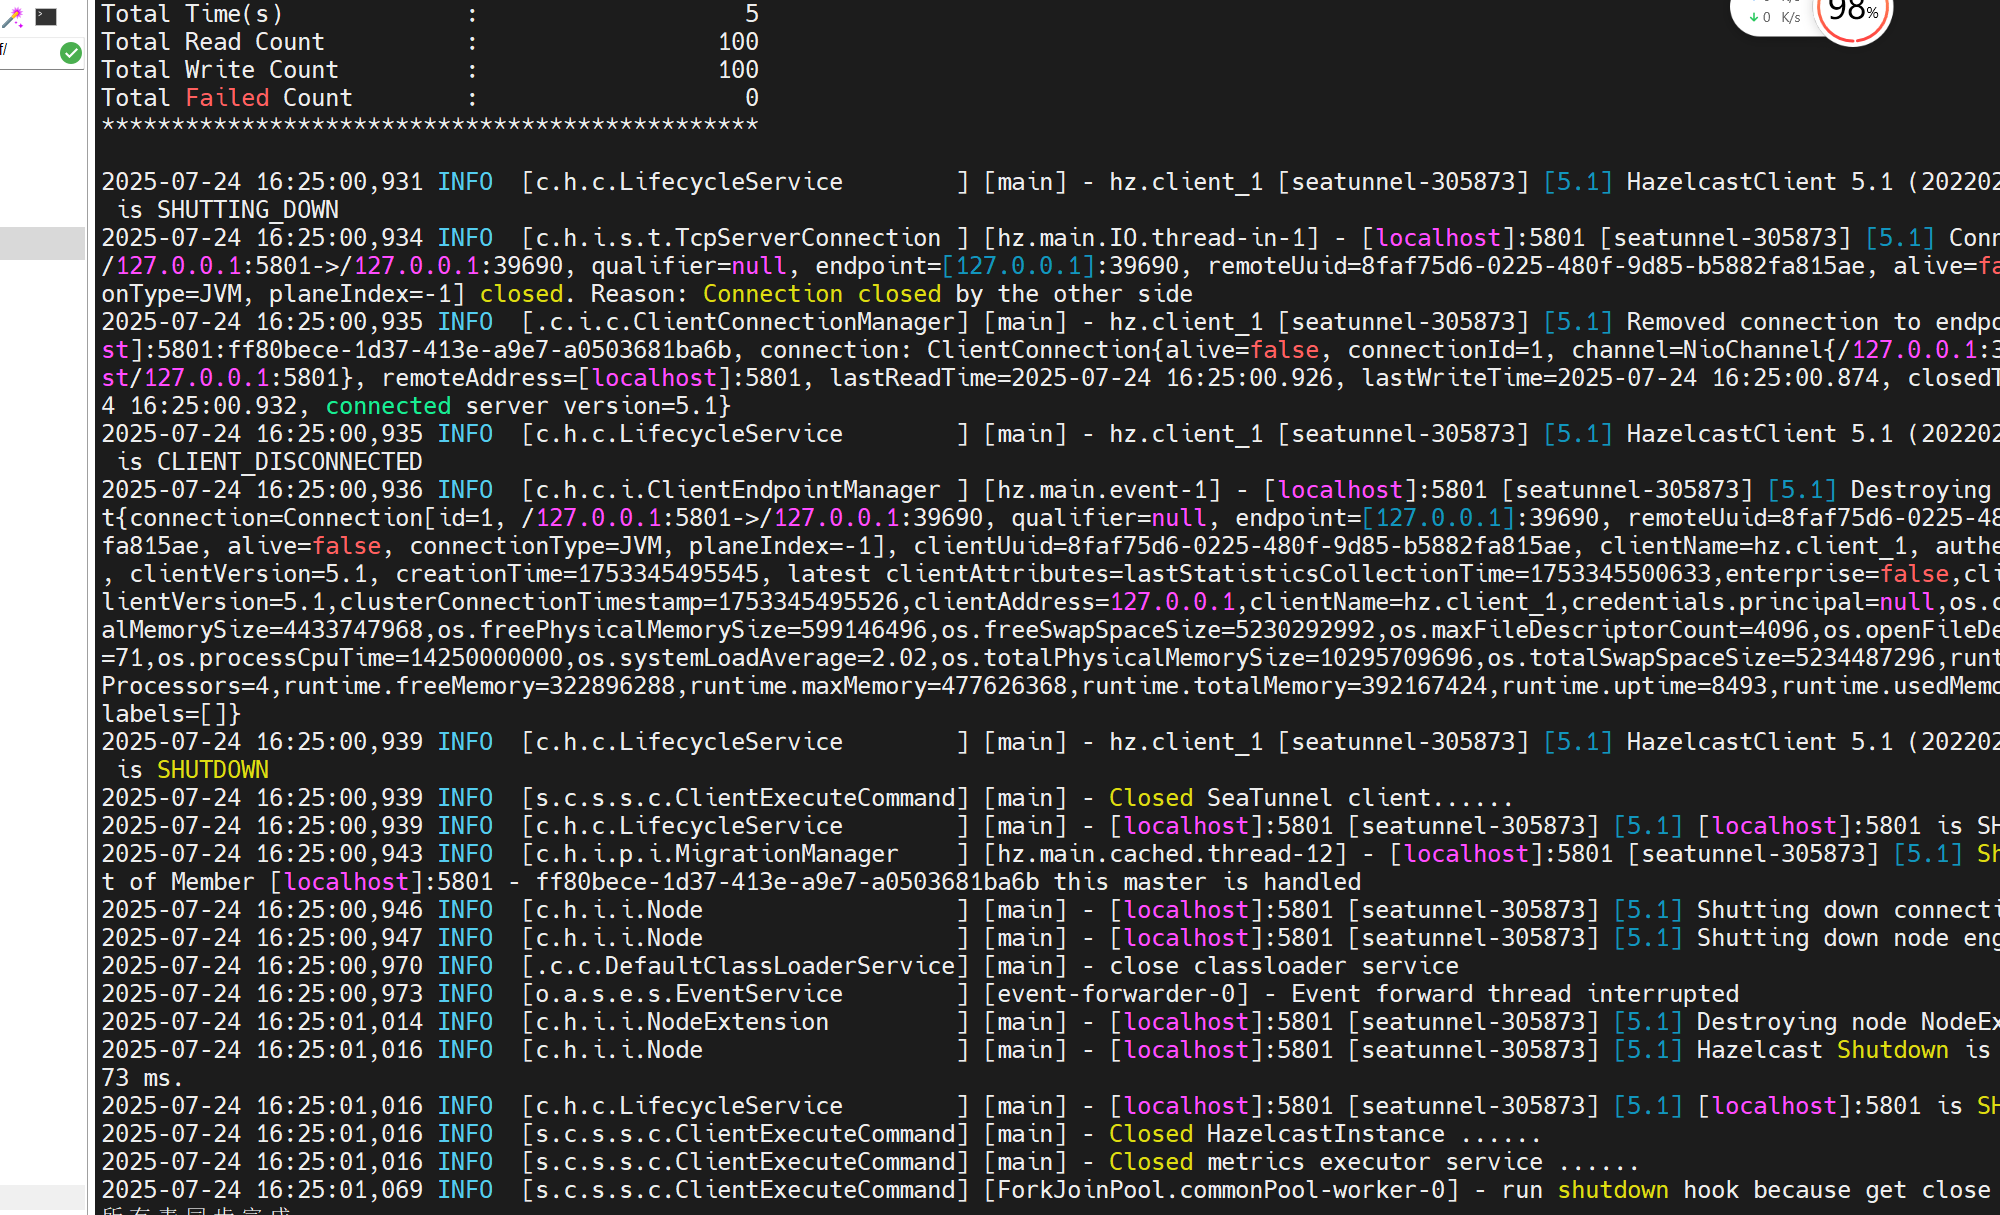 f/
0 K/s
98%
Total Time(s) : 5
Total Read Count : 100
Total Write Count : 100
Total Failed Count : 0
***********************************************
2025-07-24 16:25:00,931 INFO [c.h.c.LifecycleService ] [main] - hz.client_1 [seatunnel-305873] [5.1] HazelcastClient 5.1 (202202
is SHUTTING_DOWN
2025-07-24 16:25:00,934 INFO [c.h.i.s.t.TcpServerConnection ] [hz.main.IO.thread-in-1] - [localhost]:5801 [seatunnel-305873] [5.1] Conn
/127.0.0.1:5801->/127.0.0.1:39690, qualifier=null, endpoint=[127.0.0.1]:39690, remoteUuid=8faf75d6-0225-480f-9d85-b5882fa815ae, alive=fa
onType=JVM, planeIndex=-1] closed. Reason: Connection closed by the other side
2025-07-24 16:25:00,935 INFO [.c.i.c.ClientConnectionManager] [main] - hz.client_1 [seatunnel-305873] [5.1] Removed connection to endpo
st]:5801:ff80bece-1d37-413e-a9e7-a0503681ba6b, connection: ClientConnection{alive=false, connectionId=1, channel=NioChannel{/127.0.0.1:3
st/127.0.0.1:5801}, remoteAddress=[localhost]:5801, lastReadTime=2025-07-24 16:25:00.926, lastWriteTime=2025-07-24 16:25:00.874, closedT
4 16:25:00.932, connected server version=5.1}
2025-07-24 16:25:00,935 INFO [c.h.c.LifecycleService ] [main] - hz.client_1 [seatunnel-305873] [5.1] HazelcastClient 5.1 (202202
is CLIENT_DISCONNECTED
2025-07-24 16:25:00,936 INFO [c.h.c.i.ClientEndpointManager ] [hz.main.event-1] - [localhost]:5801 [seatunnel-305873] [5.1] Destroying
t{connection=Connection[id=1, /127.0.0.1:5801->/127.0.0.1:39690, qualifier=null, endpoint=[127.0.0.1]:39690, remoteUuid=8faf75d6-0225-48
fa815ae, alive=false, connectionType=JVM, planeIndex=-1], clientUuid=8faf75d6-0225-480f-9d85-b5882fa815ae, clientName=hz.client_1, authe
, clientVersion=5.1, creationTime=1753345495545, latest clientAttributes=lastStatisticsCollectionTime=1753345500633,enterprise=false,cli
lientVersion=5.1,clusterConnectionTimestamp=1753345495526,clientAddress=127.0.0.1,clientName=hz.client_1,credentials.principal=null,os.c
alMemorySize=4433747968,os.freePhysicalMemorySize=599146496,os.freeSwapSpaceSize=5230292992,os.maxFileDescriptorCount=4096,os.openFileDe
=71,os.processCpuTime=14250000000,os.systemLoadAverage=2.02,os.totalPhysicalMemorySize=10295709696,os.totalSwapSpaceSize=5234487296,runt
Processors=4,runtime.freeMemory=322896288,runtime.maxMemory=477626368,runtime.totalMemory=392167424,runtime.uptime=8493,runtime.usedMemo
labels=[]}
2025-07-24 16:25:00,939 INFO [c.h.c.LifecycleService ] [main] - hz.client_1 [seatunnel-305873] [5.1] HazelcastClient 5.1 (202202
is SHUTDOWN
2025-07-24 16:25:00,939 INFO [s.c.s.s.c.ClientExecuteCommand] [main] - Closed SeaTunnel client......
2025-07-24 16:25:00,939 INFO [c.h.c.LifecycleService ] [main] - [localhost]:5801 [seatunnel-305873] [5.1] [localhost]:5801 is SH
2025-07-24 16:25:00,943 INFO [c.h.i.p.i.MigrationManager ] [hz.main.cached.thread-12] - [localhost]:5801 [seatunnel-305873] [5.1] Sh
t of Member [localhost]:5801 - ff80bece-1d37-413e-a9e7-a0503681ba6b this master is handled
2025-07-24 16:25:00,946 INFO [c.h.i.i.Node ] [main] - [localhost]:5801 [seatunnel-305873] [5.1] Shutting down connecti
2025-07-24 16:25:00,947 INFO [c.h.i.i.Node ] [main] - [localhost]:5801 [seatunnel-305873] [5.1] Shutting down node eng
2025-07-24 16:25:00,970 INFO [.c.c.DefaultClassLoaderService] [main] - close classloader service
2025-07-24 16:25:00,973 INFO [o.a.s.e.s.EventService ] [event-forwarder-0] - Event forward thread interrupted
2025-07-24 16:25:01,014 INFO [c.h.i.i.NodeExtension ] [main] - [localhost]:5801 [seatunnel-305873] [5.1] Destroying node NodeEx
2025-07-24 16:25:01,016 INFO [c.h.i.i.Node ] [main] - [localhost]:5801 [seatunnel-305873] [5.1] Hazelcast Shutdown is
73 ms.
2025-07-24 16:25:01,016 INFO [c.h.c.LifecycleService ] [main] - [localhost]:5801 [seatunnel-305873] [5.1] [localhost]:5801 is SH
2025-07-24 16:25:01,016 INFO [s.c.s.s.c.ClientExecuteCommand] [main] - Closed HazelcastInstance ......
2025-07-24 16:25:01,016 INFO [s.c.s.s.c.ClientExecuteCommand] [main] - Closed metrics executor service ......
2025-07-24 16:25:01,069 INFO [s.c.s.s.c.ClientExecuteCommand] [ForkJoinPool.commonPool-worker-0] - run shutdown hook because get close
所有表同步完成